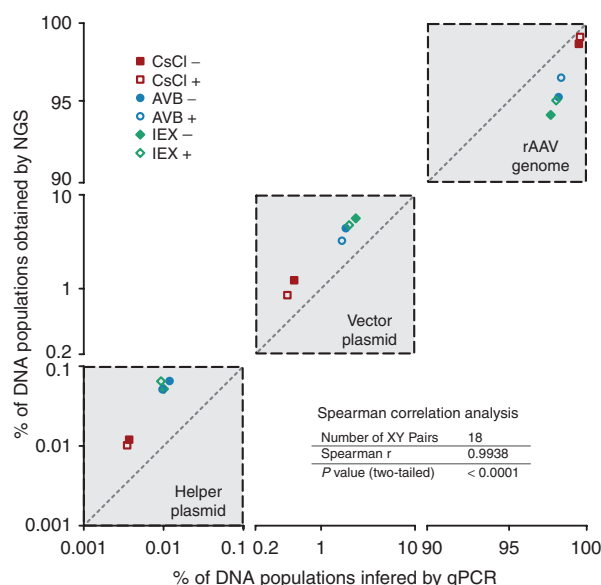 % of DNA populations obtained by NGS
100
95
90
10
1
0.2
0.1
0.01
0.001
CsCl –
CsCl +
AVB –
AVB +
IEX –
IEX +
rAAV
genome
Vector
plasmid
Helper
plasmid
Spearman correlation analysis
Number of XY Pairs 18
Spearman r 0.9938
P value (two-tailed) < 0.0001
0.001 0.01 0.1 0.2 1 10 90 95 100
% of DNA populations infered by qPCR